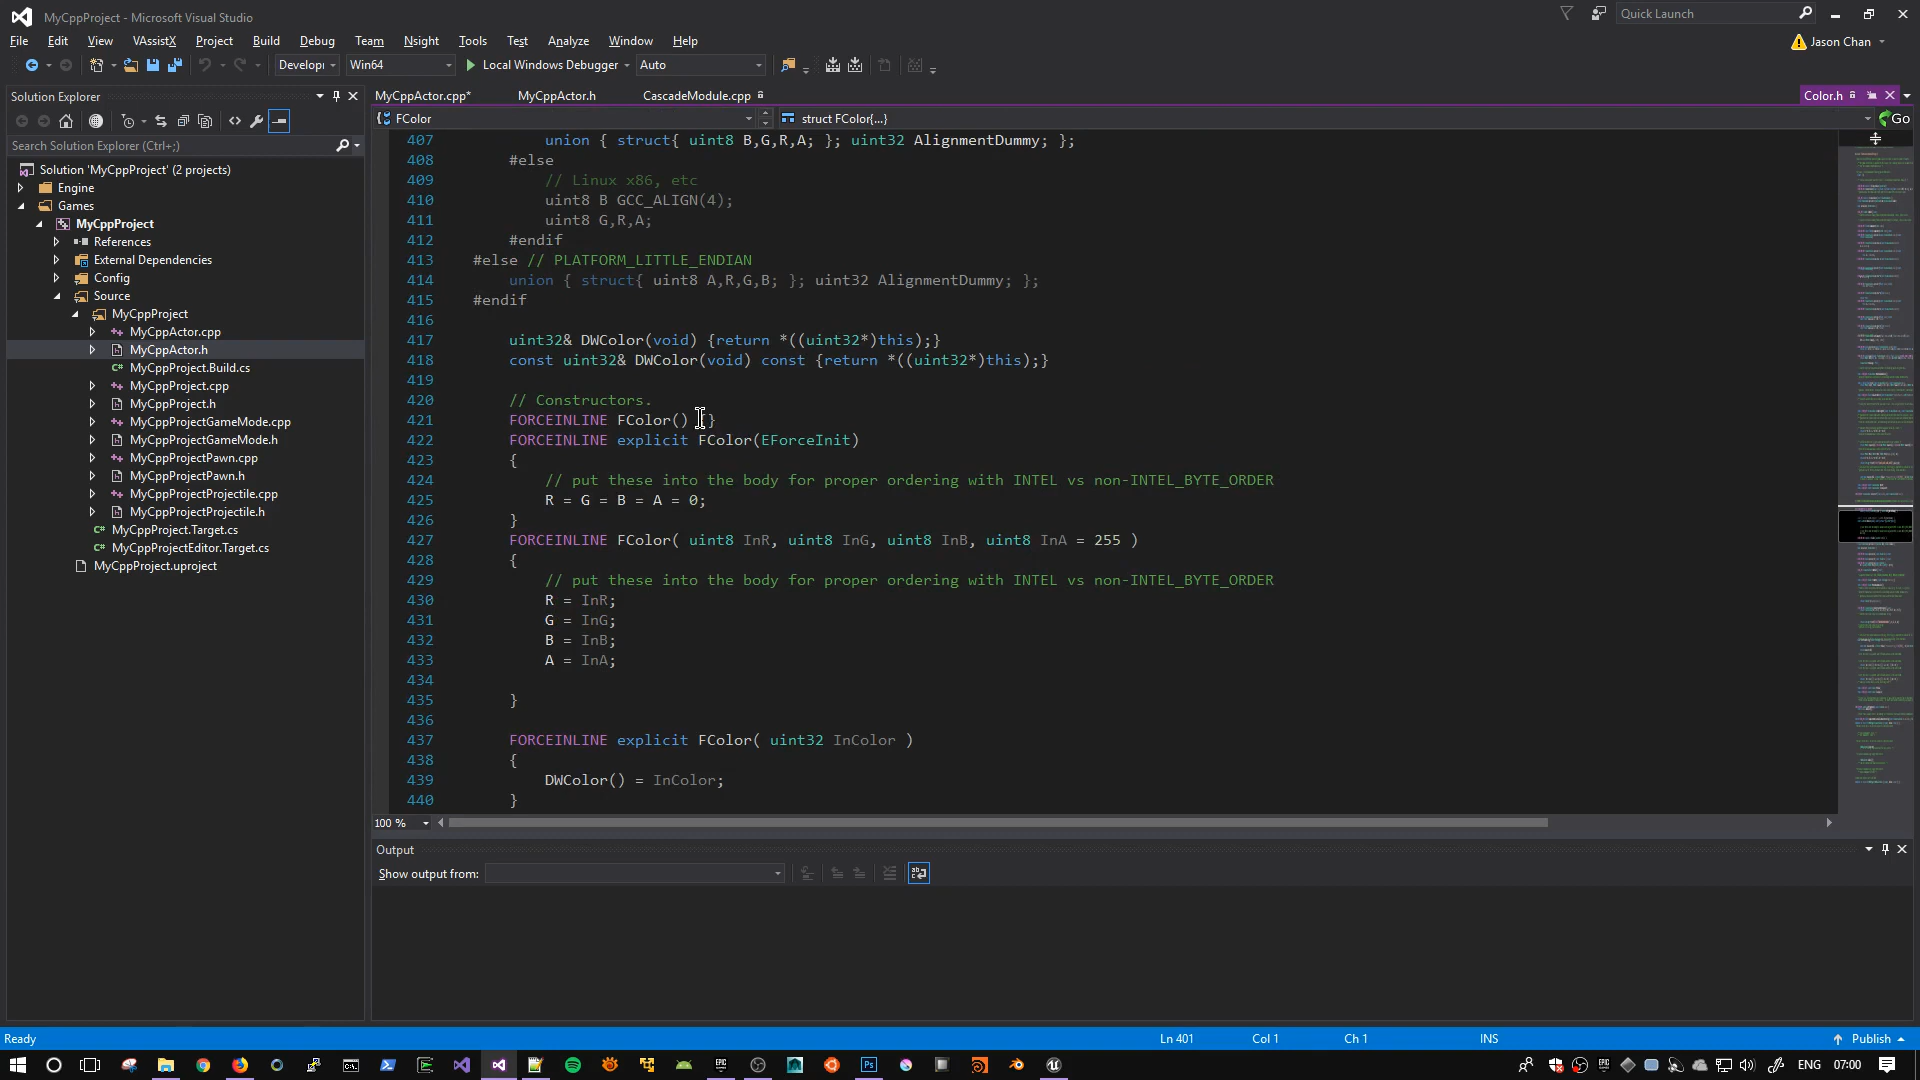 MyCppProject - Microsoft Visual Studio
Quick Launch
File Edit View VAssistX Project Build Debug Team Nsight Tools Test Analyze Window Help
Jason Chan
Develop Win64 Local Windows Debugger Auto
Solution Explorer
Search Solution Explorer (Ctrl+;)
Solution 'MyCppProject' (2 projects)
Engine
Games
MyCppProject
References
External Dependencies
Config
Source
MyCppProject
MyCppActor.cpp
MyCppActor.h
MyCppProject.Build.cs
MyCppProject.cpp
MyCppProject.h
MyCppProjectGameMode.cpp
MyCppProjectGameMode.h
MyCppProjectPawn.cpp
MyCppProjectPawn.h
MyCppProjectProjectile.cpp
MyCppProjectProjectile.h
MyCppProject.Target.cs
MyCppProjectEditor.Target.cs
MyCppProject.uproject
MyCppActor.cpp* MyCppActor.h CascadeModule.cpp Color.h
FColor struct FColor{...} Go
407 union { struct{ uint8 B,G,R,A; }; uint32 AlignmentDummy; };
408 #else
409 // Linux x86, etc
410 uint8 B GCC_ALIGN(4);
411 uint8 G,R,A;
412 #endif
413 #else // PLATFORM_LITTLE_ENDIAN
414 union { struct{ uint8 A,R,G,B; }; uint32 AlignmentDummy; };
415 #endif
416
417 uint32& DWColor(void) {return *((uint32*)this);}
418 const uint32& DWColor(void) const {return *((uint32*)this);}
419
420 // Constructors.
421 FORCEINLINE FColor() }
422 FORCEINLINE explicit FColor(EForceInit)
423 {
424 // put these into the body for proper ordering with INTEL vs non-INTEL_BYTE_ORDER
425 R = G = B = A = 0;
426 }
427 FORCEINLINE FColor( uint8 InR, uint8 InG, uint8 InB, uint8 InA = 255 )
428 {
429 // put these into the body for proper ordering with INTEL vs non-INTEL_BYTE_ORDER
430 R = InR;
431 G = InG;
432 B = InB;
433 A = InA;
434
435 }
436
437 FORCEINLINE explicit FColor( uint32 InColor )
438 {
439 DWColor() = InColor;
440 }
100 %
Output
Show output from:
Ready Ln 401 Col 1 Ch 1 INS Publish
ENG 07:00